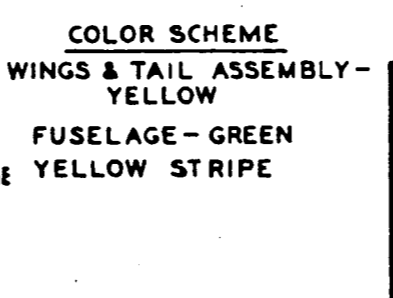 COLOR SCHEME
WINGS & TAIL ASSEMBLY-
YELLOW
FUSELAGE - GREEN
YELLOW STRIPE